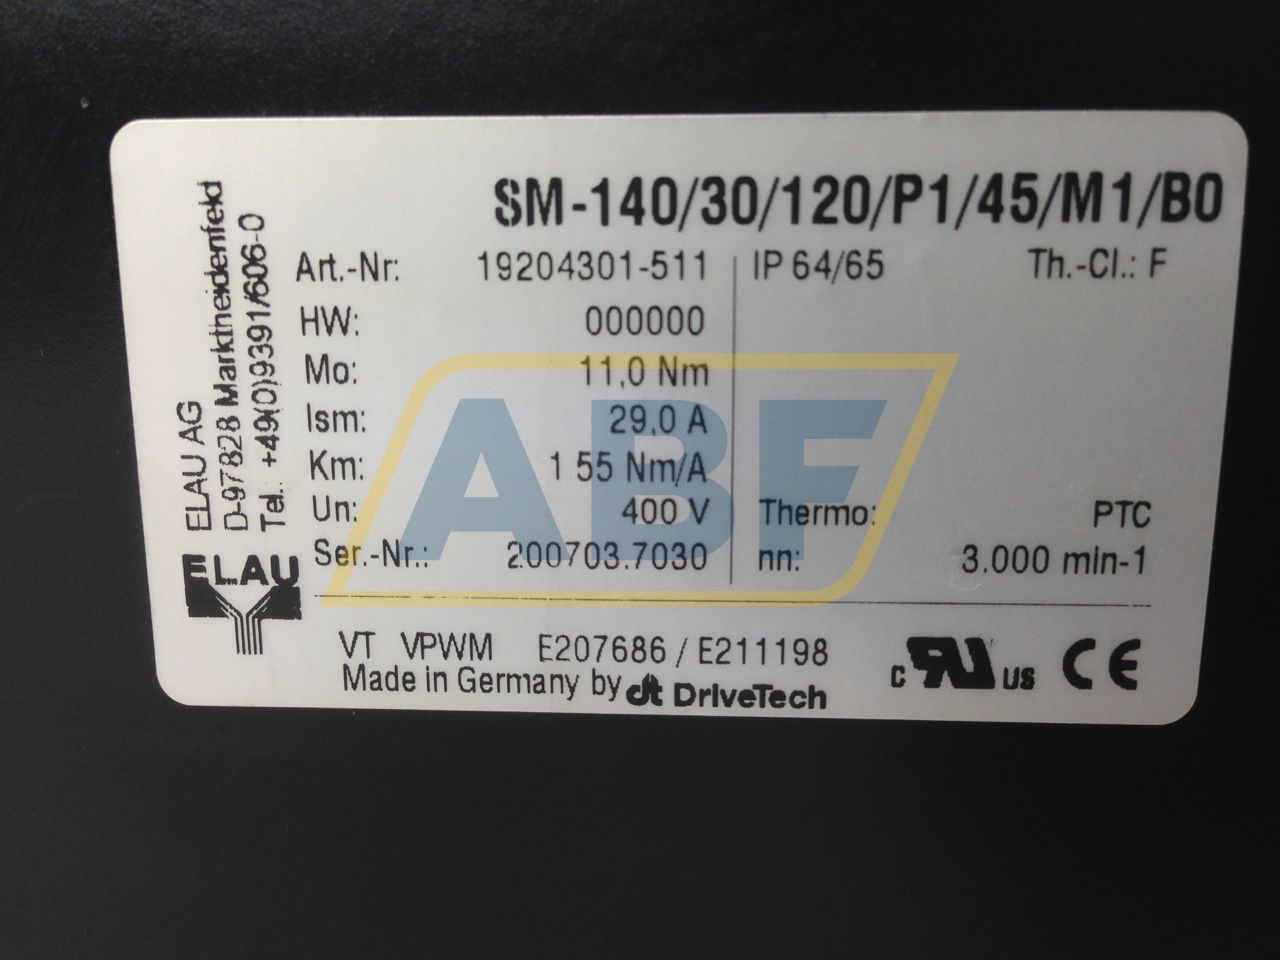 SM-140/30/120/P1/45/M1/B0
Art.-Nr: 19204301-511 IP 64/65 Th.-Cl.: F
HW: 000000
Mo: 11,0 Nm
Ism: 29,0 A
Km: 1 55 Nm/A
Un: 400 V Thermo: PTC
Ser.-Nr.: 200703.7030 nn: 3.000 min-1
VT VPWM E207686 / E211198
Made in Germany by dt DriveTech
ELAU AG
D-97828 Marktheidenfeld
Tel.: +49(0)9391/606-0
ELAU
c RU US CE
ABF